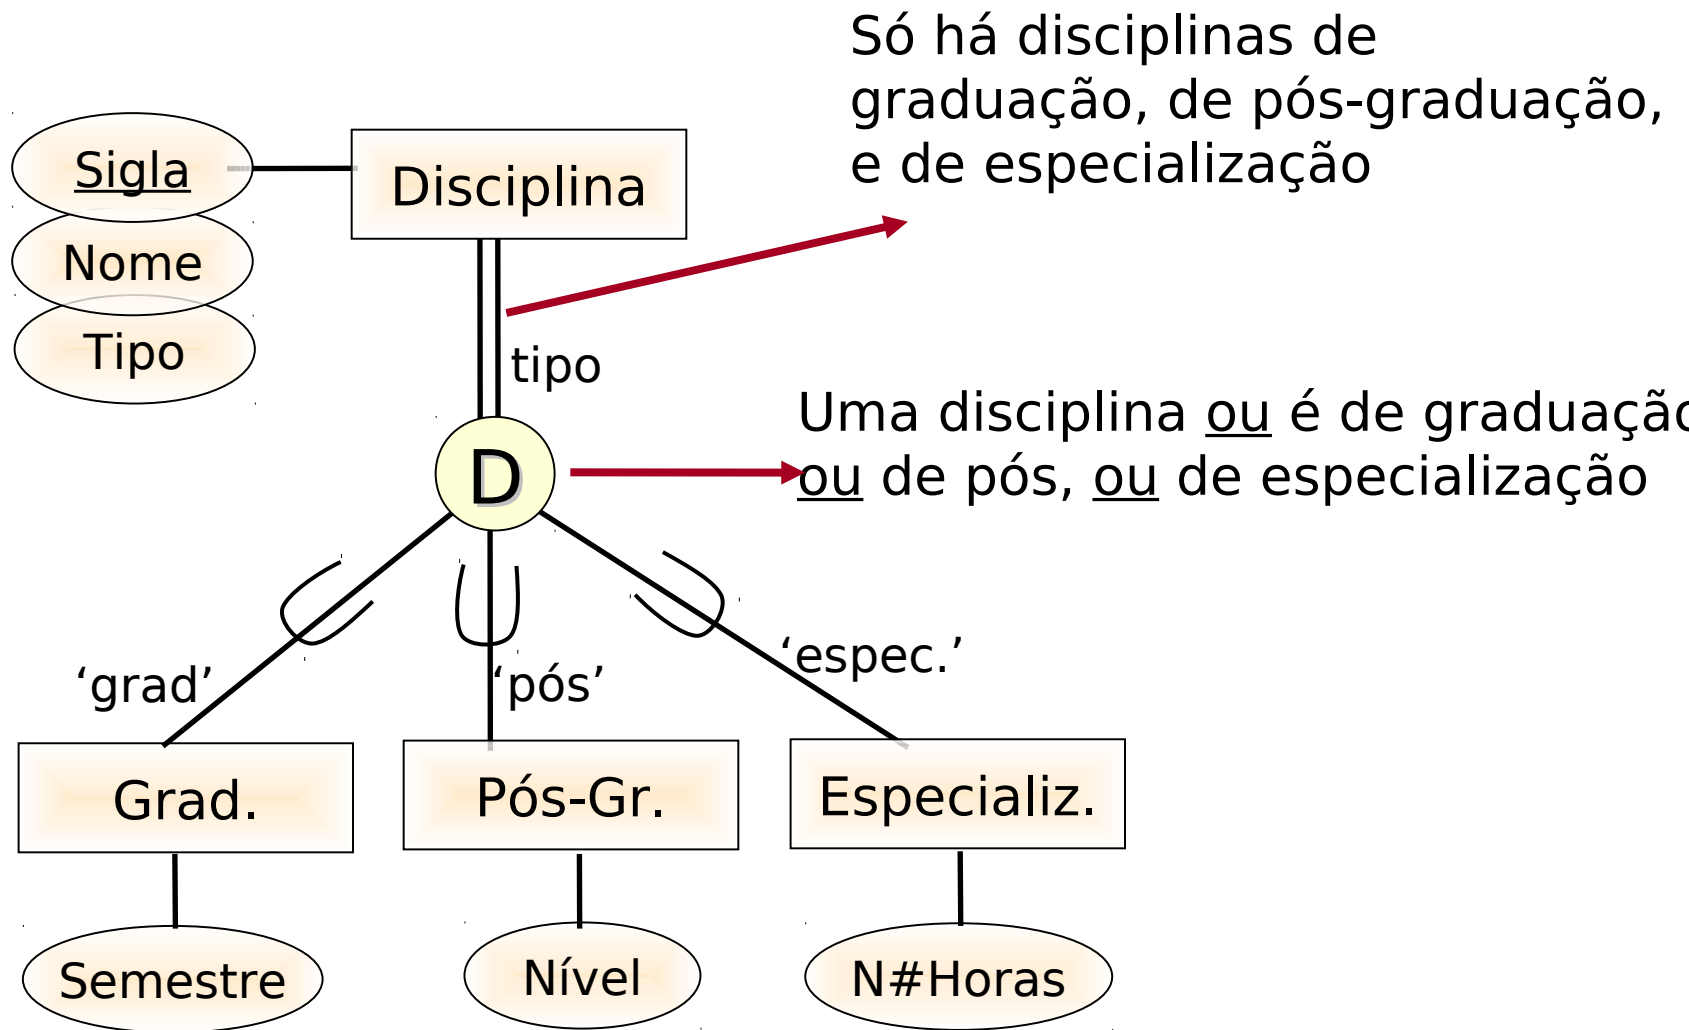 Só há disciplinas de
graduação, de pós-graduação,
e de especialização
Sigla
Disciplina
Nome
Tipo
tipo
Uma disciplina ou é de graduação
ou de pós, ou de especialização
D
‘grad’
‘pós’
‘espec.’
Grad.
Pós-Gr.
Especializ.
Semestre
Nível
N#Horas